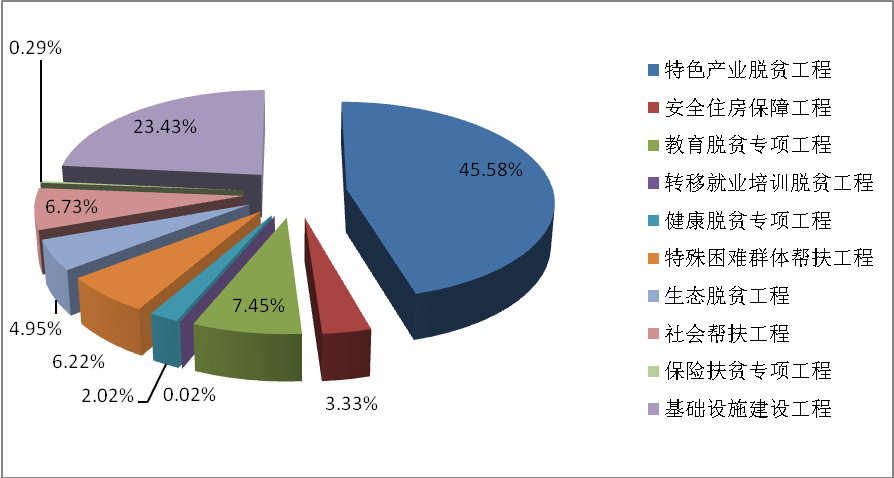 0.29%
23.43%
45.58%
6.73%
7.45%
4.95%
6.22%
2.02%
0.02%
3.33%
特色产业脱贫工程
安全住房保障工程
教育脱贫专项工程
转移就业培训脱贫工程
健康脱贫专项工程
特殊困难群体帮扶工程
生态脱贫工程
社会帮扶工程
保险扶贫专项工程
基础设施建设工程